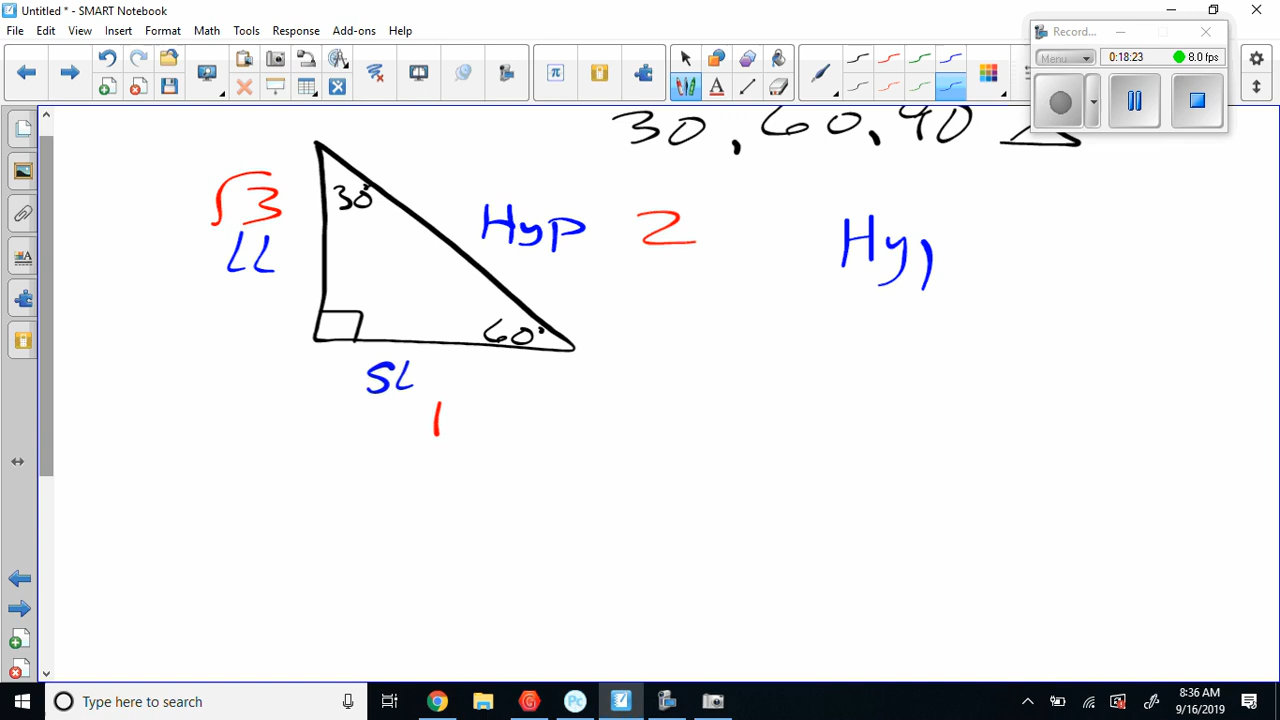 Untitled * - SMART Notebook
File Edit View Insert Format Math Tools Response Add-ons Help
Record...
Menu 0:18:23 8.0 fps
30, 60, 90 △
30°
√3
LL
Hyp 2
Hyp
60°
SL
1
Type here to search
8:36 AM
9/16/2019